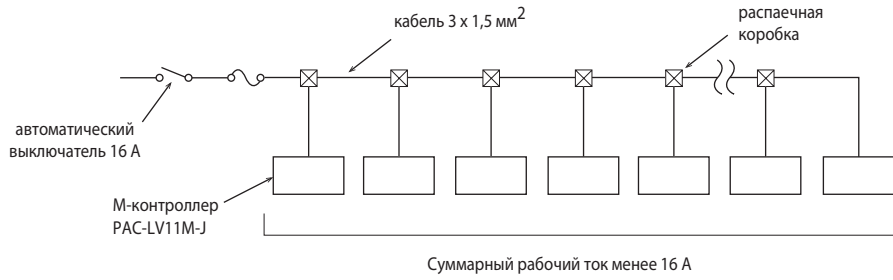 кабель 3 х 1,5 мм²
распаечная
коробка
автоматический
выключатель 16 А
М-контроллер
PAC-LV11M-J
Суммарный рабочий ток менее 16 А